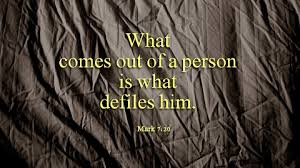 What
comes out of a person
is what
defiles him.
Mark 7:20